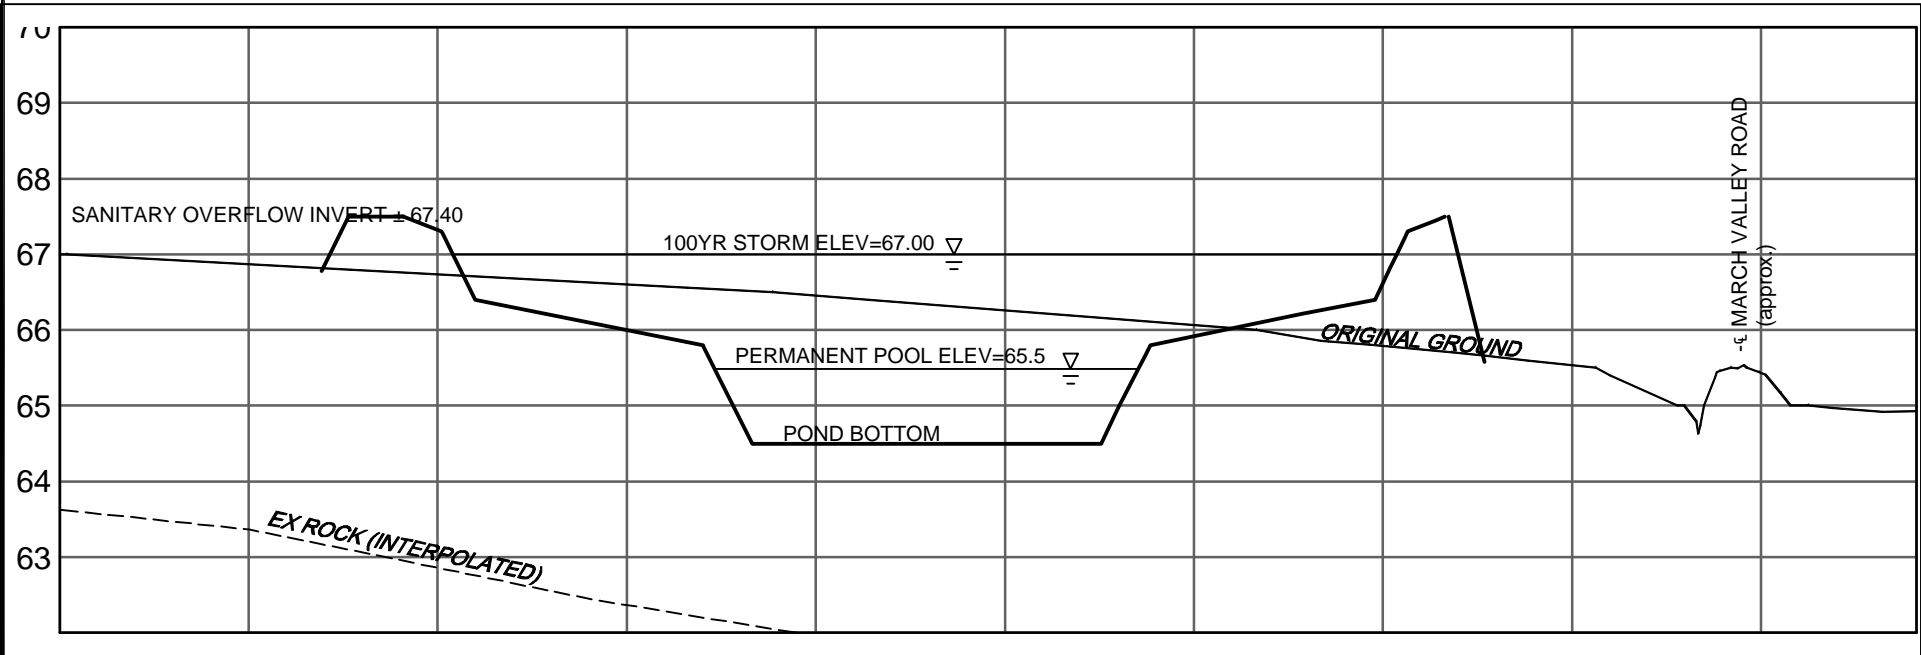 70
69
68
67
66
65
64
63
SANITARY OVERFLOW INVERT ± 67.40
100YR STORM ELEV=67.00
PERMANENT POOL ELEV=65.5
POND BOTTOM
ORIGINAL GROUND
EX ROCK (INTERPOLATED)
℄ MARCH VALLEY ROAD
(approx.)